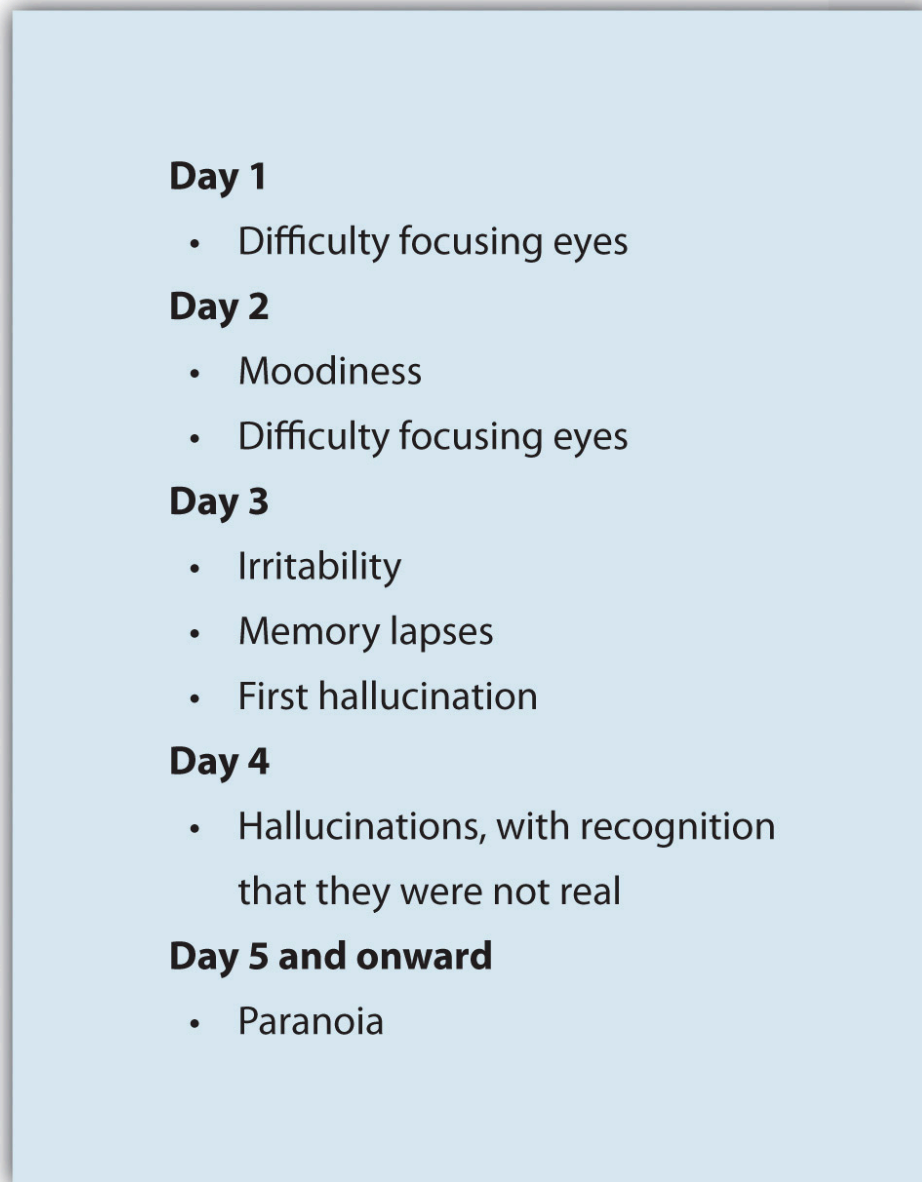 Day 1
• Difficulty focusing eyes
Day 2
• Moodiness
• Difficulty focusing eyes
Day 3
• Irritability
• Memory lapses
• First hallucination
Day 4
• Hallucinations, with recognition
that they were not real
Day 5 and onward
• Paranoia